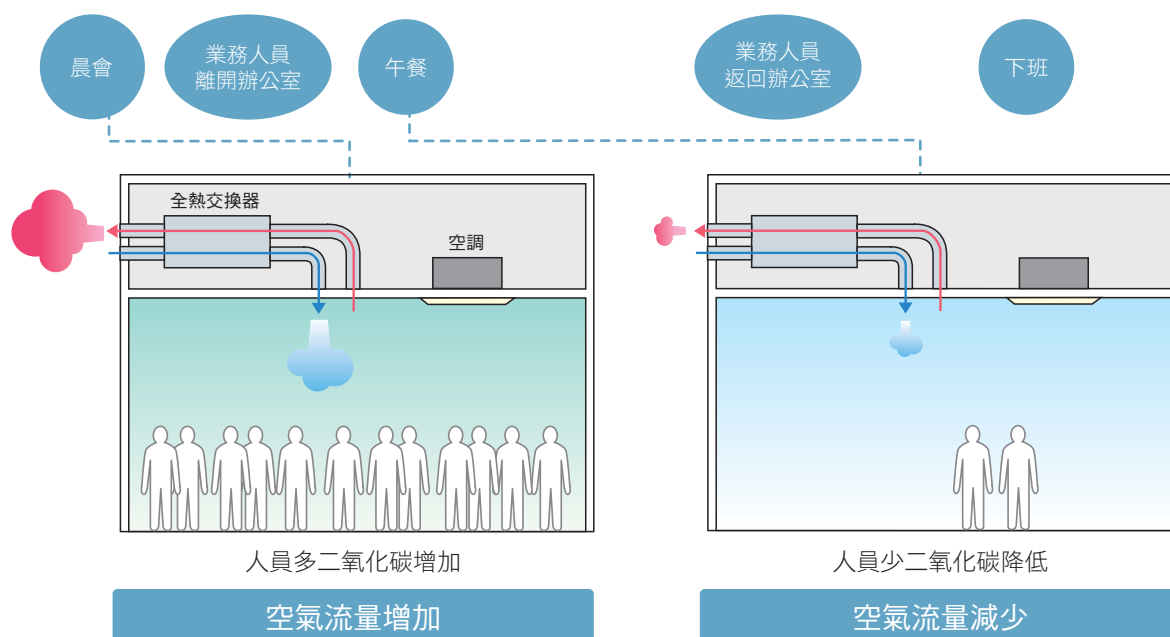 晨會
業務人員
離開辦公室
午餐
業務人員
返回辦公室
下班
全熱交換器
空調
人員多二氧化碳增加
人員少二氧化碳降低
空氣流量增加
空氣流量減少